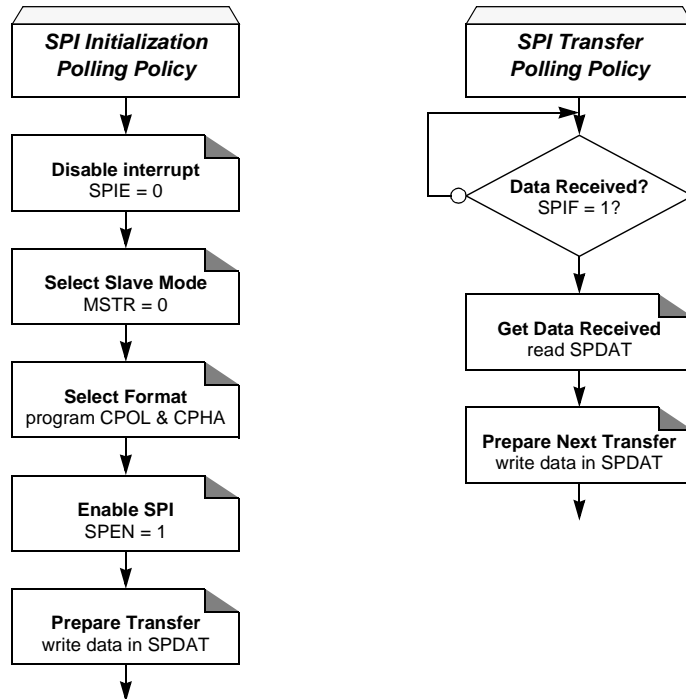 SPI Initialization
Polling Policy
Disable interrupt
SPIE = 0
Select Slave Mode
MSTR = 0
Select Format
program CPOL & CPHA
Enable SPI
SPEN = 1
Prepare Transfer
write data in SPDAT
SPI Transfer
Polling Policy
Data Received?
SPIF = 1?
Get Data Received
read SPDAT
Prepare Next Transfer
write data in SPDAT